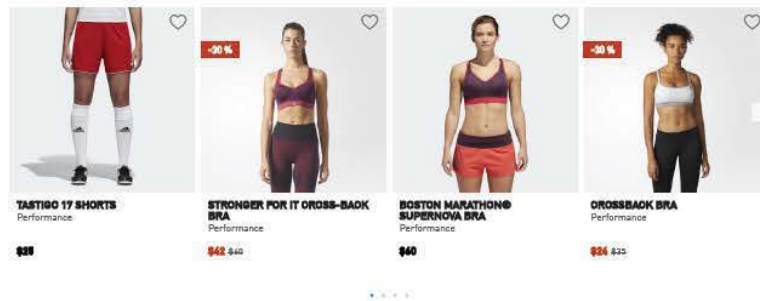 -30 %
-30 %
TASTIGO 17 SHORTS
Performance
$25
STRONGER FOR IT CROSS-BACK
BRA
Performance
$42 $60
BOSTON MARATHON®
SUPERNOVA BRA
Performance
$60
CROSSBACK BRA
Performance
$24 $35